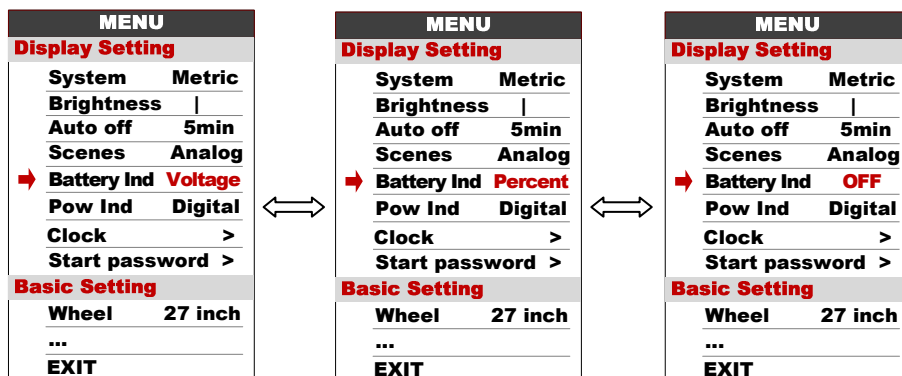 MENU
Display Setting
System Metric
Brightness |
Auto off 5min
Scenes Analog
Battery Ind Voltage
Pow Ind Digital
Clock >
Start password >
Basic Setting
Wheel 27 inch
...
EXIT
MENU
Display Setting
System Metric
Brightness |
Auto off 5min
Scenes Analog
Battery Ind Percent
Pow Ind Digital
Clock >
Start password >
Basic Setting
Wheel 27 inch
...
EXIT
MENU
Display Setting
System Metric
Brightness |
Auto off 5min
Scenes Analog
Battery Ind OFF
Pow Ind Digital
Clock >
Start password >
Basic Setting
Wheel 27 inch
...
EXIT